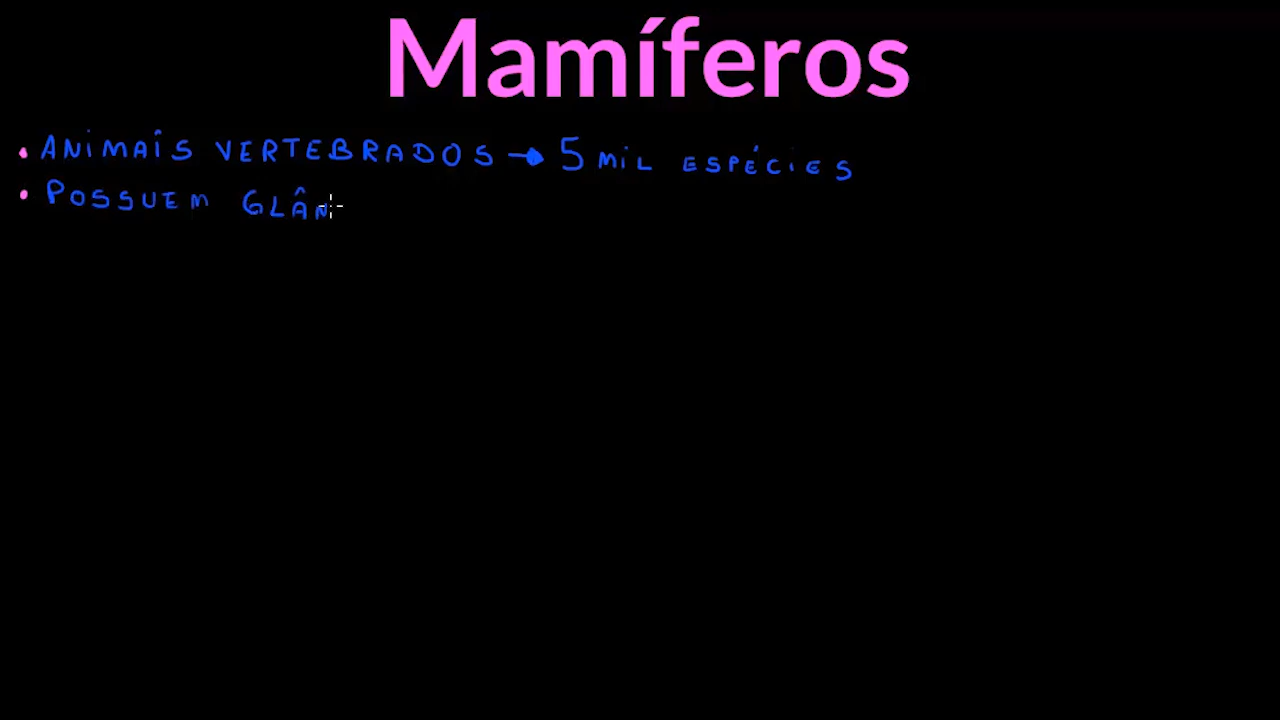 Mamíferos
• ANIMAIS VERTEBRADOS → 5 MIL ESPÉCIES
• POSSUEM GLÂN